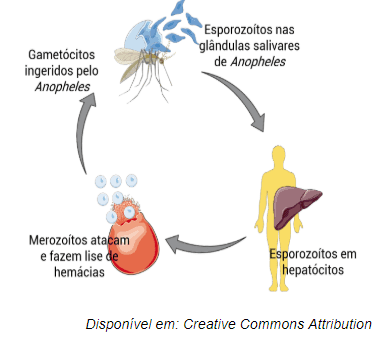 Esporozoítos nas
glândulas salivares
de Anopheles
Gametócitos
ingeridos pelo
Anopheles
Merozoítos atacam
e fazem lise de
hemácias
Esporozoítos em
hepatócitos
Disponível em: Creative Commons Attribution